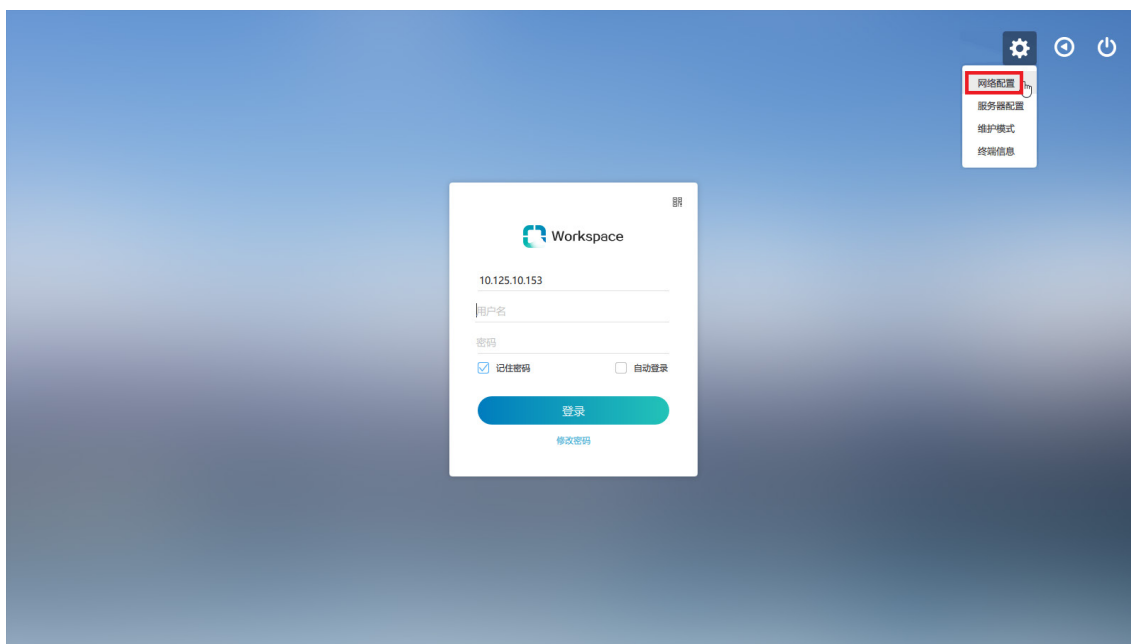 网络配置
服务器配置
维护模式
终端信息
Workspace
10.125.10.153
用户名
密码
记住密码 自动登录
登录
修改密码